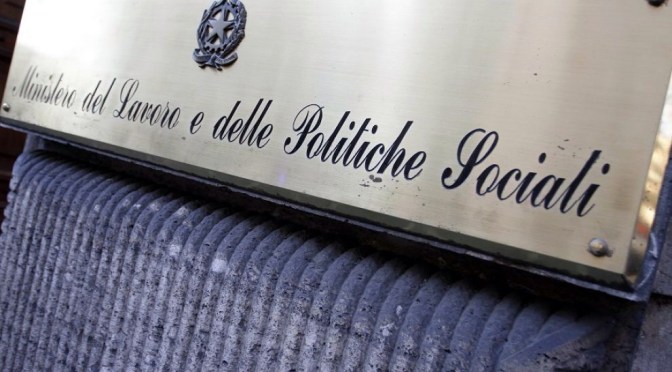 Ministero del Lavoro e delle Politiche Sociali